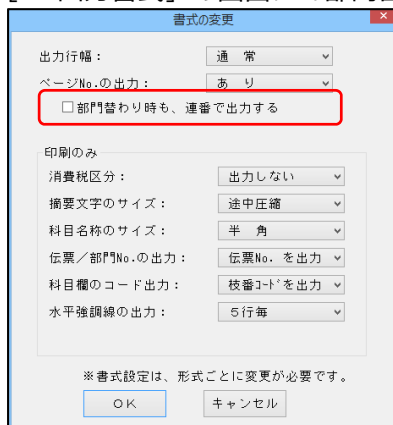 書式の変更
出力行幅： 通　常
ページNo.の出力： あ　り
部門替わり時も、連番で出力する
印刷のみ
消費税区分： 出力しない
摘要文字のサイズ： 途中圧縮
科目名称のサイズ： 半　角
伝票／部門No.の出力： 伝票No. を出力
科目欄のコード出力： 枝番ｺｰﾄﾞを出力
水平強調線の出力： ５行毎
※書式設定は、形式ごとに変更が必要です。
ＯＫ キャンセル